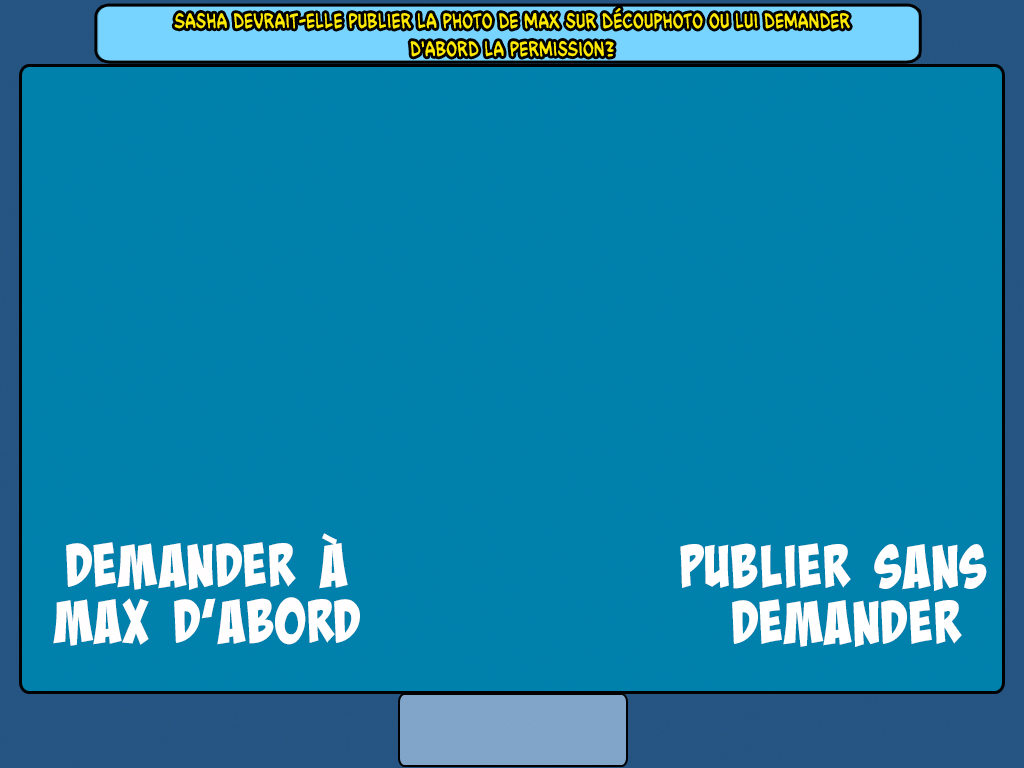 SASHA DEVRAIT-ELLE PUBLIER LA PHOTO DE MAX SUR DÉCOUPHOTO OU LUI DEMANDER
D'ABORD LA PERMISSION?
DEMANDER À
MAX D'ABORD
PUBLIER SANS
DEMANDER